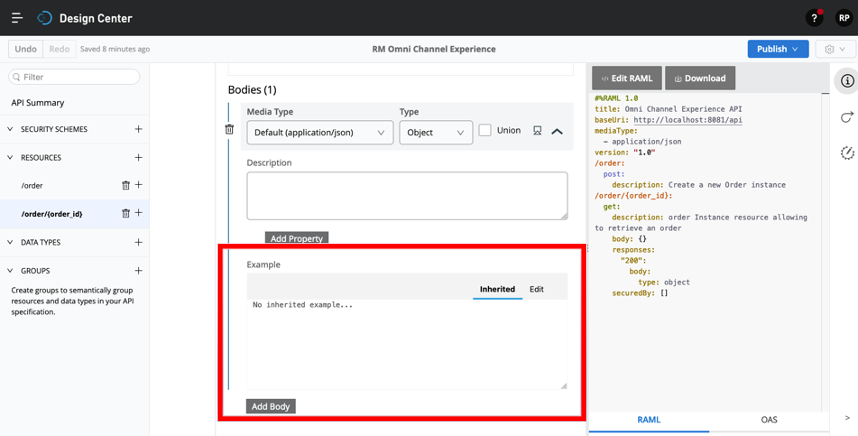 Design Center
?
RP
Undo
Redo
Saved 8 minutes ago
RM Omni Channel Experience
Publish
Filter
API Summary
SECURITY SCHEMES
RESOURCES
/order
/order/{order_id}
DATA TYPES
GROUPS
Create groups to semantically group
resources and data types in your API
specification.
Bodies (1)
Media Type
Type
Default (application/json)
Object
Union
Description
Add Property
Example
Inherited
Edit
No inherited example...
Add Body
Edit RAML
Download
#%RAML 1.0
title: Omni Channel Experience API
baseUri: http://localhost:8081/api
mediaType:
- application/json
version: "1.0"
/order:
post:
description: Create a new Order instance
/order/{order_id}:
get:
description: order Instance resource allowing
to retrieve an order
body: {}
responses:
"200":
body:
type: object
securedBy: []
RAML
OAS